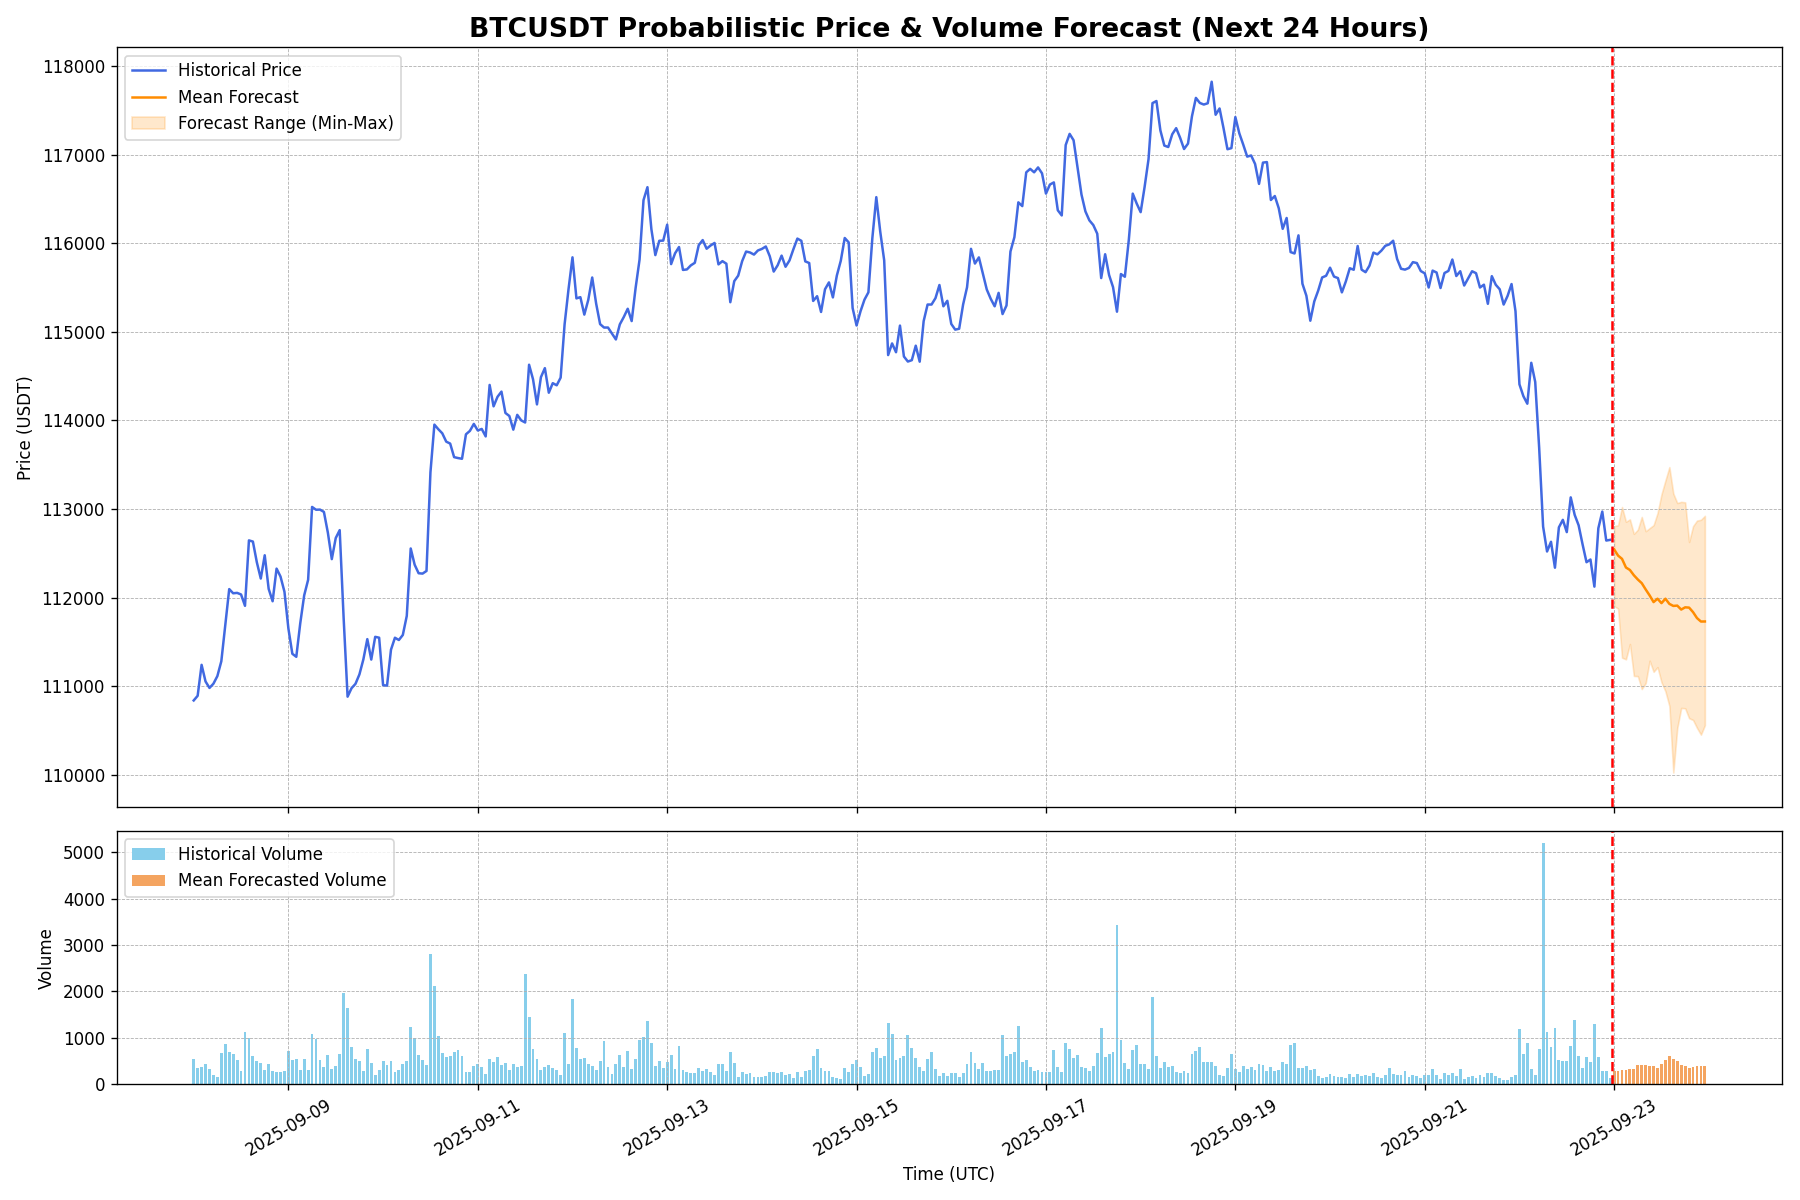 BTCUSDT Probabilistic Price & Volume Forecast (Next 24 Hours)
Historical Price
Mean Forecast
Forecast Range (Min-Max)
118000
117000
116000
115000
114000
113000
112000
111000
110000
Price (USDT)
Historical Volume
Mean Forecasted Volume
5000
4000
3000
2000
1000
0
Volume
2025-09-09
2025-09-11
2025-09-13
2025-09-15
2025-09-17
2025-09-19
2025-09-21
2025-09-23
Time (UTC)